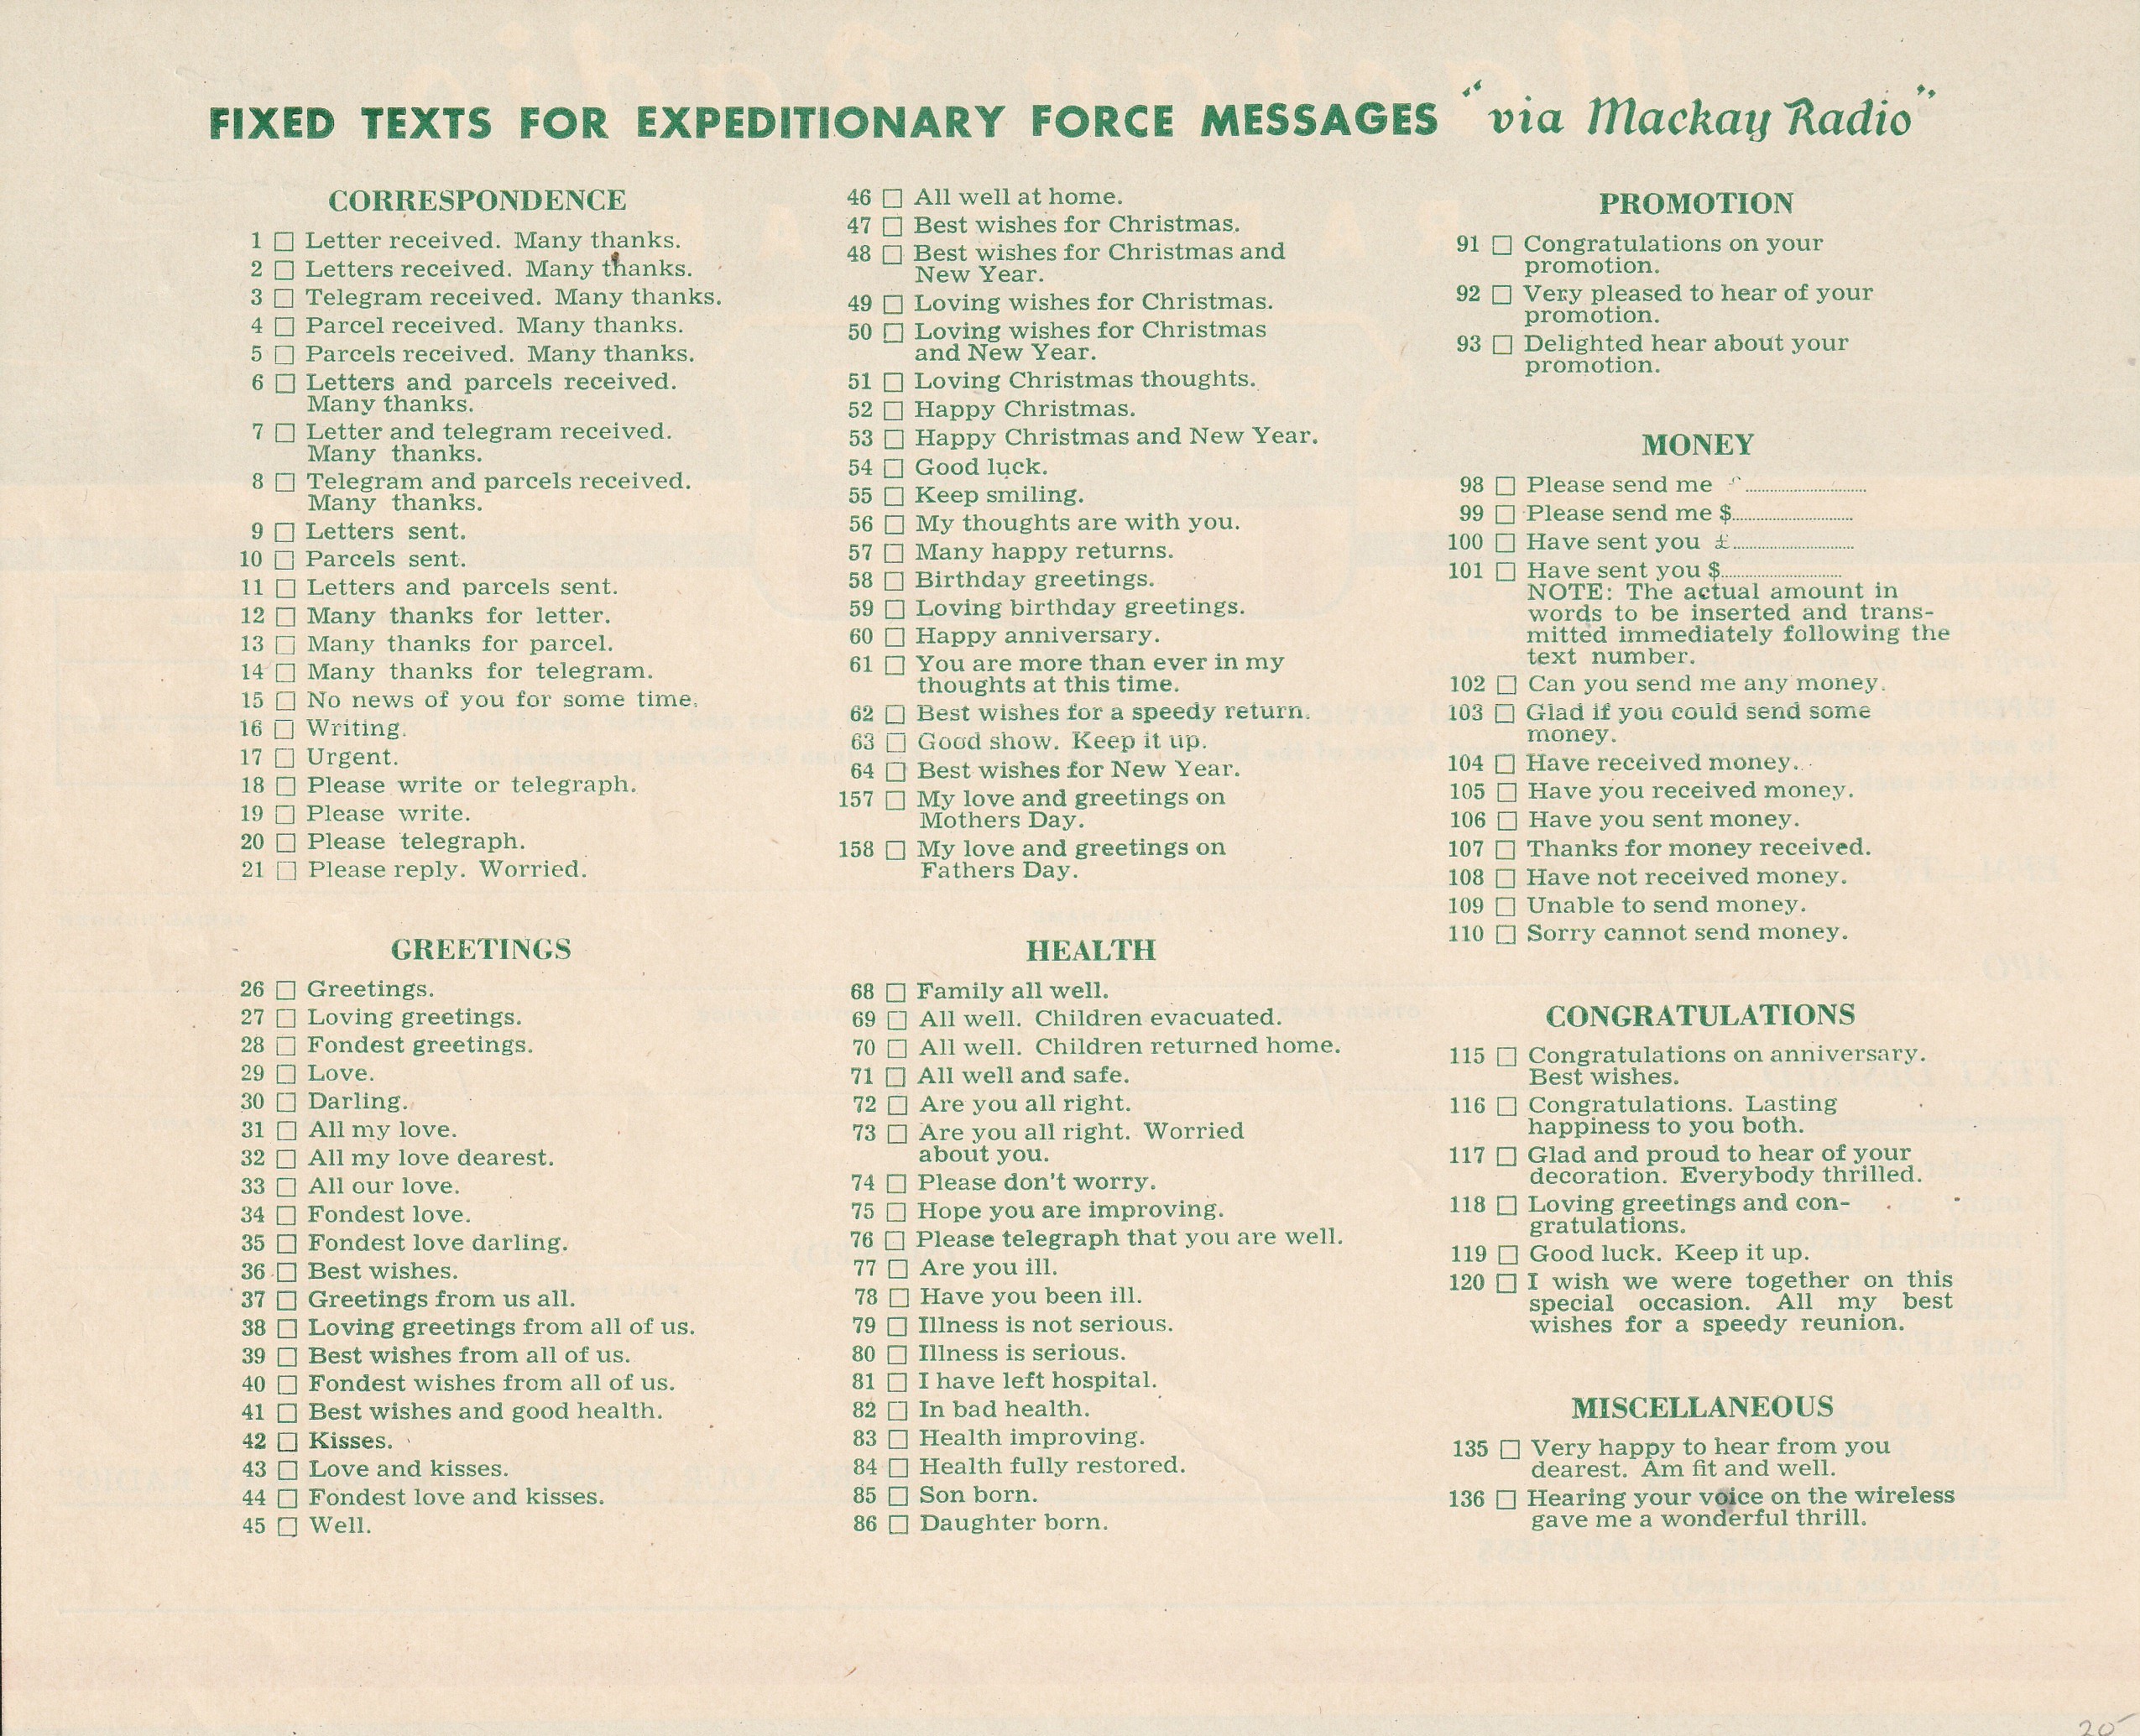 FIXED TEXTS FOR EXPEDITIONARY FORCE MESSAGES "via Mackay Radio"
CORRESPONDENCE
1 □ Letter received. Many thanks.
2 □ Letters received. Many thanks.
3 □ Telegram received. Many thanks.
4 □ Parcel received. Many thanks.
5 □ Parcels received. Many thanks.
6 □ Letters and parcels received.
Many thanks.
7 □ Letter and telegram received.
Many thanks.
8 □ Telegram and parcels received.
Many thanks.
9 □ Letters sent.
10 □ Parcels sent.
11 □ Letters and parcels sent.
12 □ Many thanks for letter.
13 □ Many thanks for parcel.
14 □ Many thanks for telegram.
15 □ No news of you for some time.
16 □ Writing.
17 □ Urgent.
18 □ Please write or telegraph.
19 □ Please write.
20 □ Please telegraph.
21 □ Please reply. Worried.
GREETINGS
26 □ Greetings.
27 □ Loving greetings.
28 □ Fondest greetings.
29 □ Love.
30 □ Darling.
31 □ All my love.
32 □ All my love dearest.
33 □ All our love.
34 □ Fondest love.
35 □ Fondest love darling.
36 □ Best wishes.
37 □ Greetings from us all.
38 □ Loving greetings from all of us.
39 □ Best wishes from all of us.
40 □ Fondest wishes from all of us.
41 □ Best wishes and good health.
42 □ Kisses.
43 □ Love and kisses.
44 □ Fondest love and kisses.
45 □ Well.
46 □ All well at home.
47 □ Best wishes for Christmas.
48 □ Best wishes for Christmas and
New Year.
49 □ Loving wishes for Christmas.
50 □ Loving wishes for Christmas
and New Year.
51 □ Loving Christmas thoughts.
52 □ Happy Christmas.
53 □ Happy Christmas and New Year.
54 □ Good luck.
55 □ Keep smiling.
56 □ My thoughts are with you.
57 □ Many happy returns.
58 □ Birthday greetings.
59 □ Loving birthday greetings.
60 □ Happy anniversary.
61 □ You are more than ever in my
thoughts at this time.
62 □ Best wishes for a speedy return.
63 □ Good show. Keep it up.
64 □ Best wishes for New Year.
157 □ My love and greetings on
Mothers Day.
158 □ My love and greetings on
Fathers Day.
HEALTH
68 □ Family all well.
69 □ All well. Children evacuated.
70 □ All well. Children returned home.
71 □ All well and safe.
72 □ Are you all right.
73 □ Are you all right. Worried
about you.
74 □ Please don't worry.
75 □ Hope you are improving.
76 □ Please telegraph that you are well.
77 □ Are you ill.
78 □ Have you been ill.
79 □ Illness is not serious.
80 □ Illness is serious.
81 □ I have left hospital.
82 □ In bad health.
83 □ Health improving.
84 □ Health fully restored.
85 □ Son born.
86 □ Daughter born.
PROMOTION
91 □ Congratulations on your
promotion.
92 □ Very pleased to hear of your
promotion.
93 □ Delighted hear about your
promotion.
MONEY
98 □ Please send me ..............................
99 □ Please send me $..............................
100 □ Have sent you £..............................
101 □ Have sent you $..............................
NOTE: The actual amount in
words to be inserted and trans-
mitted immediately following the
text number.
102 □ Can you send me any money.
103 □ Glad if you could send some
money.
104 □ Have received money.
105 □ Have you received money.
106 □ Have you sent money.
107 □ Thanks for money received.
108 □ Have not received money.
109 □ Unable to send money.
110 □ Sorry cannot send money.
CONGRATULATIONS
115 □ Congratulations on anniversary.
Best wishes.
116 □ Congratulations. Lasting
happiness to you both.
117 □ Glad and proud to hear of your
decoration. Everybody thrilled.
118 □ Loving greetings and con-
gratulations.
119 □ Good luck. Keep it up.
120 □ I wish we were together on this
special occasion. All my best
wishes for a speedy reunion.
MISCELLANEOUS
135 □ Very happy to hear from you
dearest. Am fit and well.
136 □ Hearing your voice on the wireless
gave me a wonderful thrill.